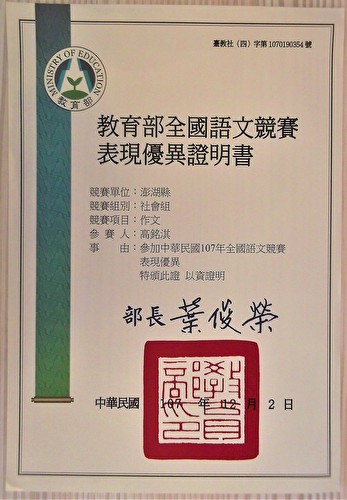 臺教社（四）字第1070190354號
MINISTRY OF EDUCATION
教育部
教育部全國語文競賽
表現優異證明書
競賽單位：澎湖縣
競賽組別：社會組
競賽項目：作文
參賽人：高銘淇
事由：參加中華民國107年全國語文競賽
表現優異
特頒此證 以資證明
部長 葉俊榮
中華民國 107 年 12 月 2 日